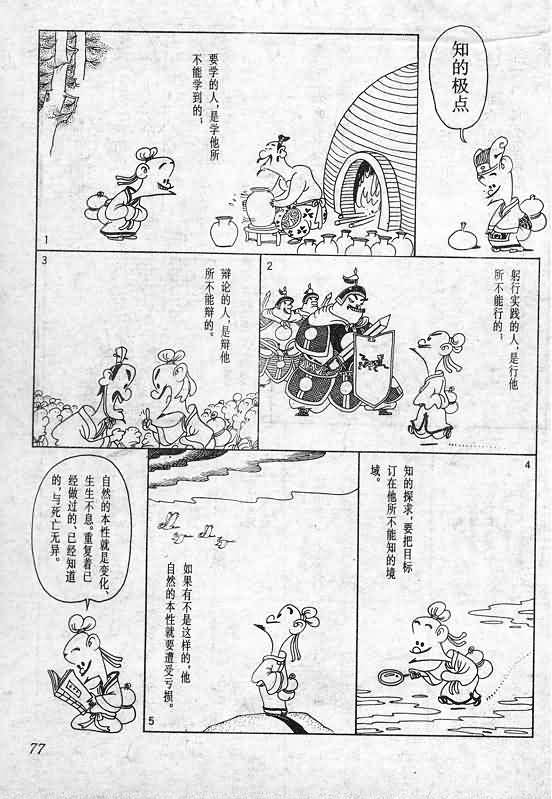 知的极点
要学的人，是学他所
不能学到的；
1
2
躬行实践的人，是行他
所不能行的；
3
辩论的人，是辩他
所不能辩的。
4
知的探求，要把目标
订在他所不能知的境
域。
如果有不是这样的，他
自然的本性就要遭受亏损。
5
自然的本性就是变化、
生生不息。重复着已
经做过的、已经知道
的，与死亡无异。
77